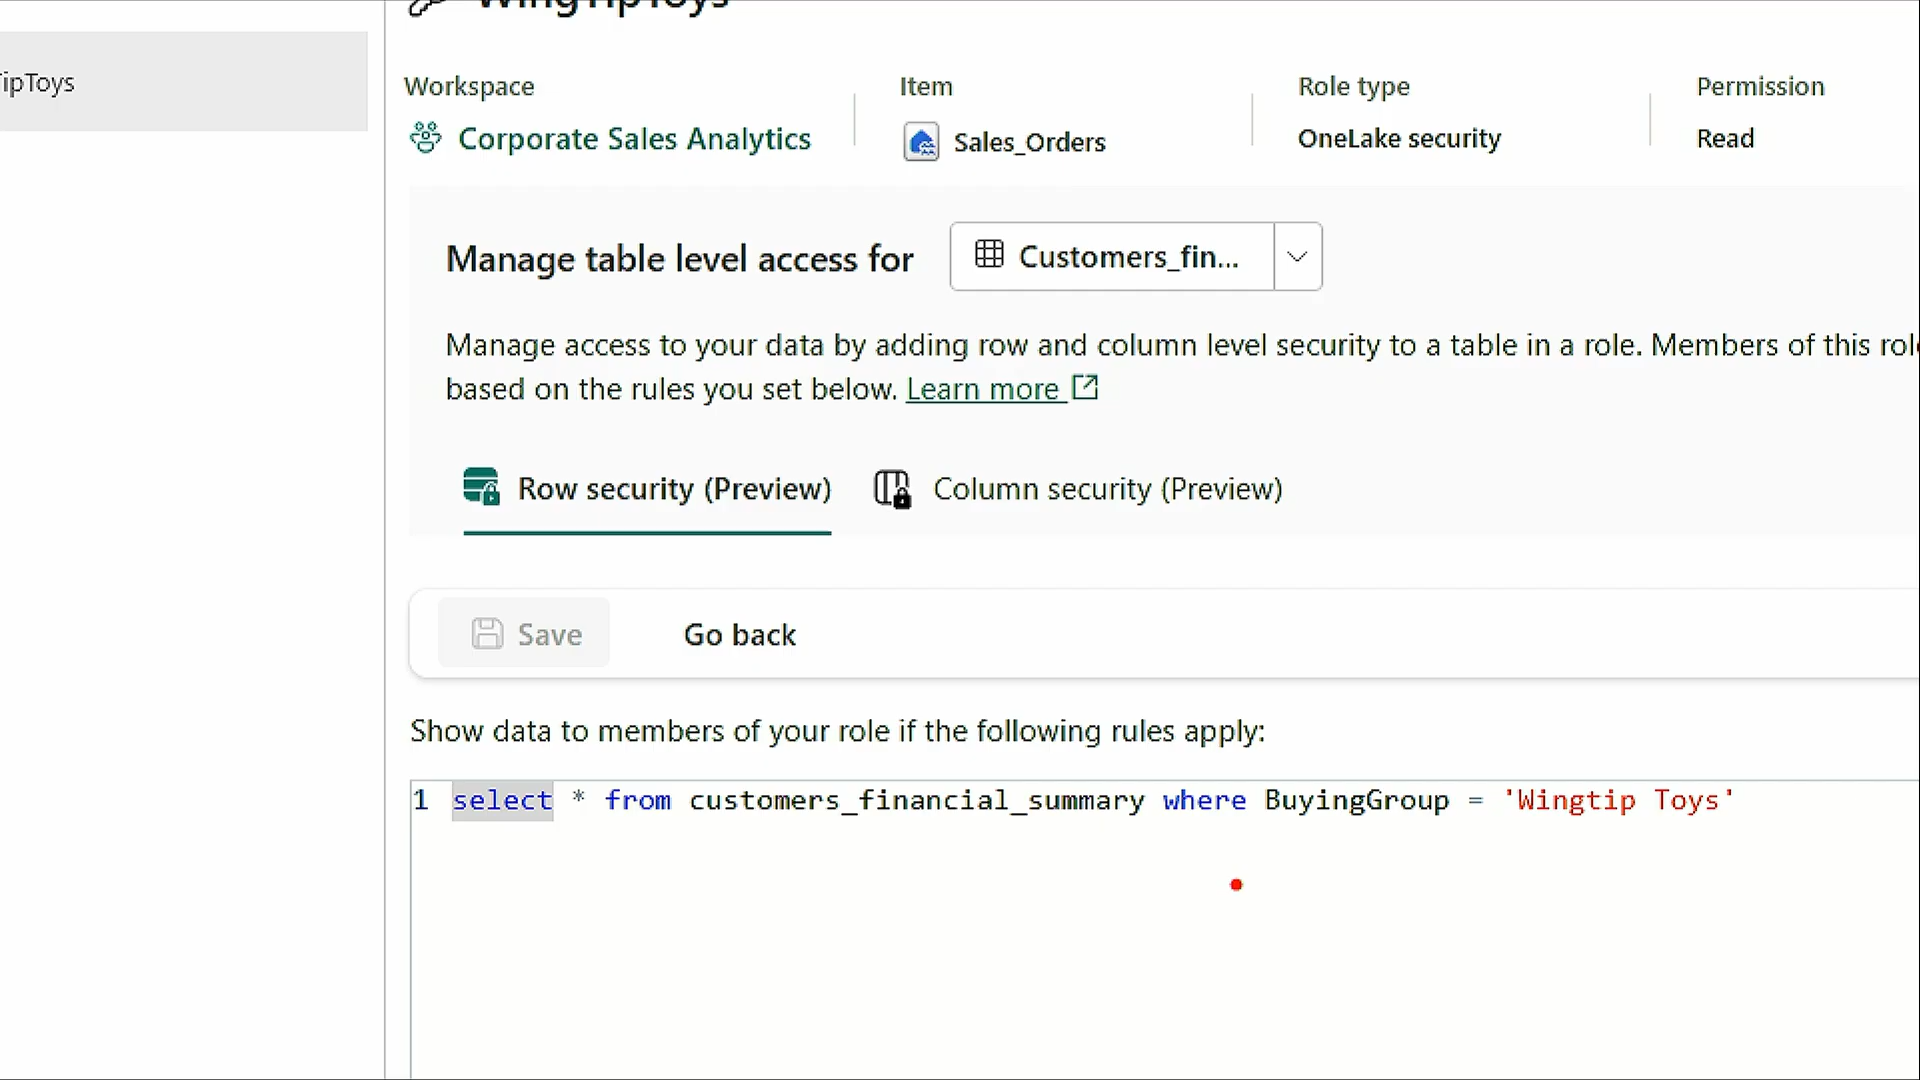 WingTipToys
TipToys
Workspace
Item
Role type
Permission
Corporate Sales Analytics
Sales_Orders
OneLake security
Read
Manage table level access for
Customers_fin...
Manage access to your data by adding row and column level security to a table in a role. Members of this rol
based on the rules you set below. Learn more
Row security (Preview)
Column security (Preview)
Save
Go back
Show data to members of your role if the following rules apply:
1 select * from customers_financial_summary where BuyingGroup = 'Wingtip Toys'